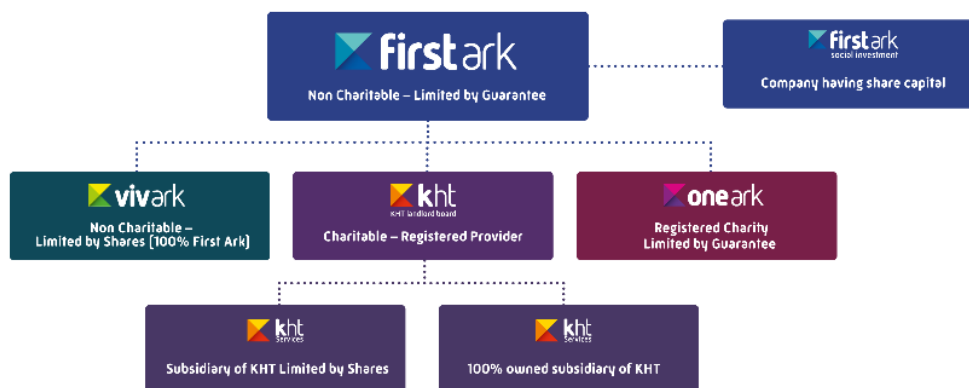 first ark
Non Charitable – Limited by Guarantee
first ark
social investment
Company having share capital
vivark
Non Charitable –
Limited by Shares [100% First Ark]
kht
KHT landlord board
Charitable – Registered Provider
one ark
Registered Charity
Limited by Guarantee
kht
Services
Subsidiary of KHT Limited by Shares
kht
Services
100% owned subsidiary of KHT